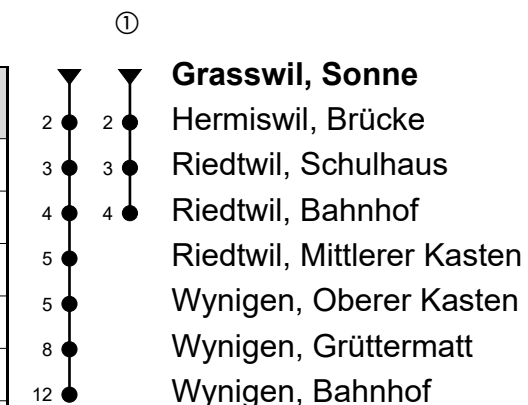 ①
Grasswil, Sonne
2 2 Hermiswil, Brücke
3 3 Riedtwil, Schulhaus
4 4 Riedtwil, Bahnhof
5 Riedtwil, Mittlerer Kasten
5 Wynigen, Oberer Kasten
8 Wynigen, Grüttermatt
12 Wynigen, Bahnhof